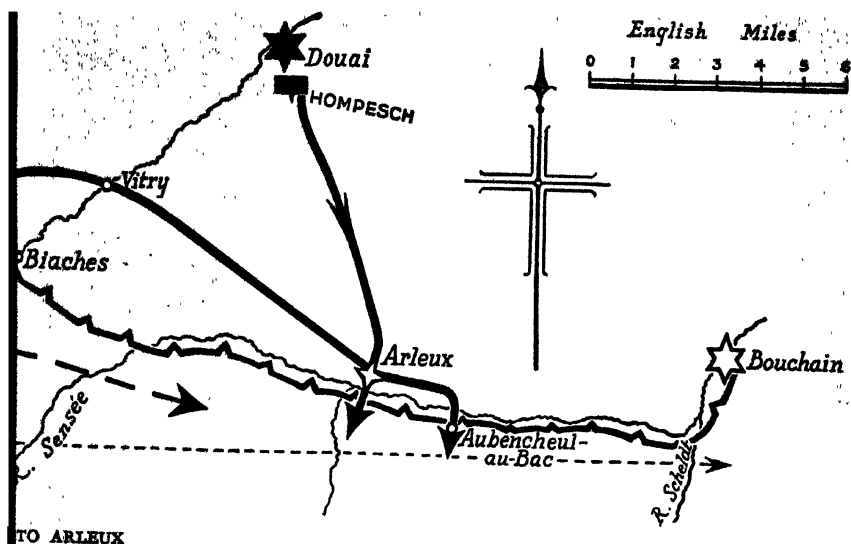 English Miles
0 1 2 3 4 5 6
Douai
HOMPESCH
Vitry
Biaches
Arleux
Bouchain
Sensée
Aubencheul-
au-Bac
R. Scheldt
TO ARLEUX